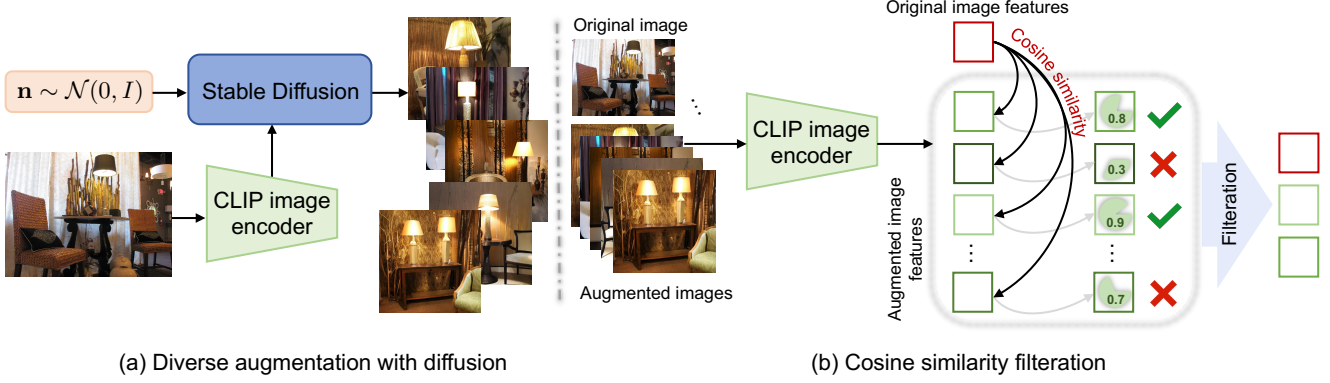 n ∼ N(0, I)
Stable Diffusion
CLIP image
encoder
(a) Diverse augmentation with diffusion
Original image
...
Augmented images
CLIP image
encoder
Original image features
Cosine similarity
Augmented image
features
0.8
0.3
0.9
...
...
0.7
Filteration
(b) Cosine similarity filteration